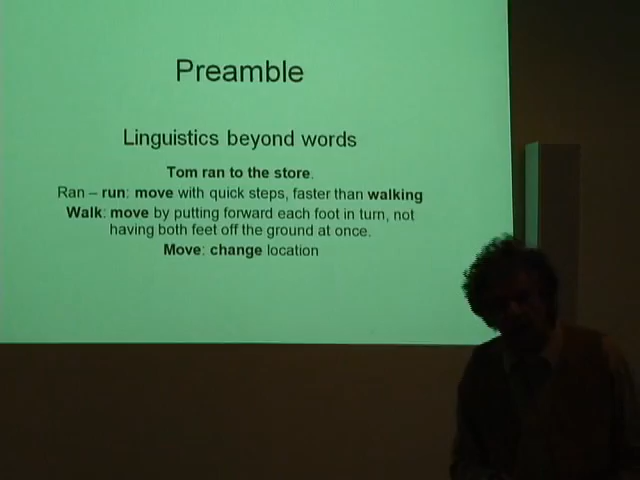 Preamble
Linguistics beyond words
Tom ran to the store.
Ran – run: move with quick steps, faster than walking
Walk: move by putting forward each foot in turn, not
having both feet off the ground at once.
Move: change location